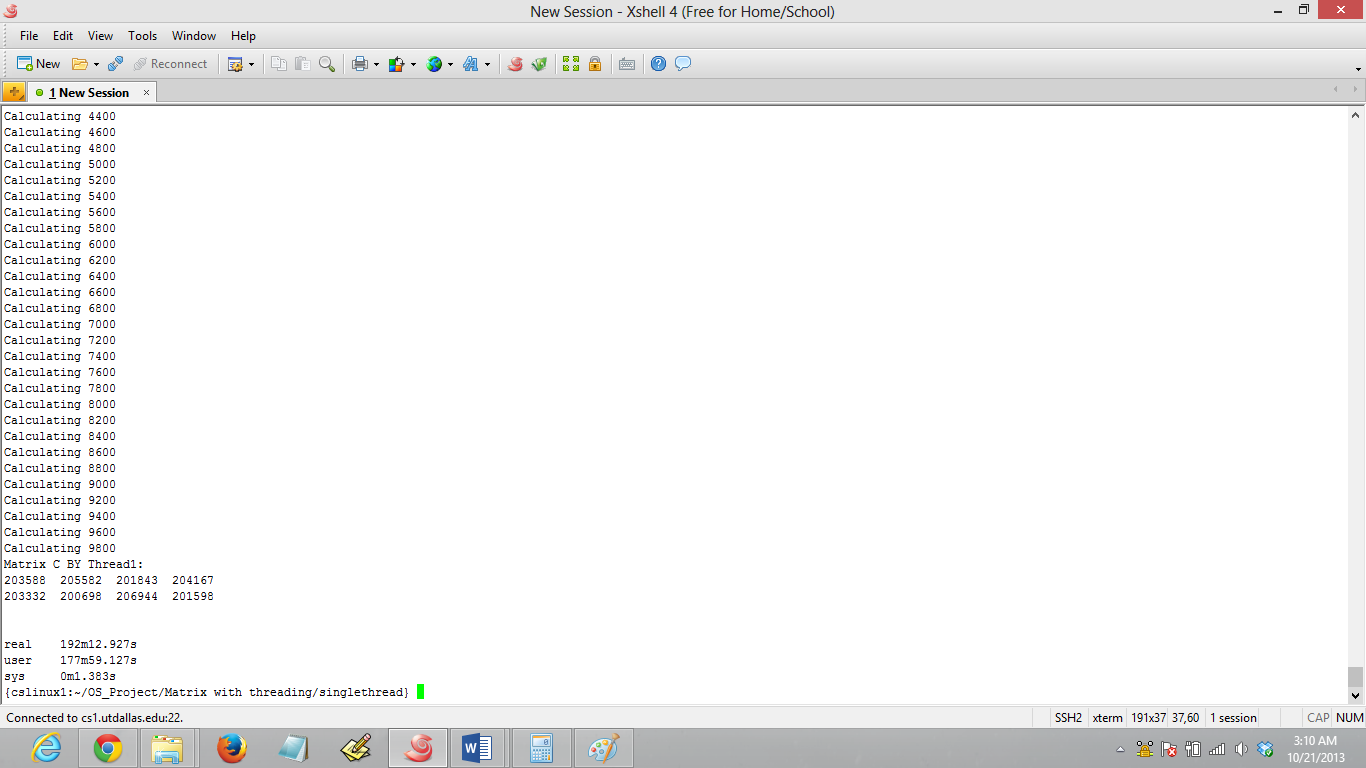 New Session - Xshell 4 (Free for Home/School)
File Edit View Tools Window Help
New Reconnect
1 New Session
Calculating 4400
Calculating 4600
Calculating 4800
Calculating 5000
Calculating 5200
Calculating 5400
Calculating 5600
Calculating 5800
Calculating 6000
Calculating 6200
Calculating 6400
Calculating 6600
Calculating 6800
Calculating 7000
Calculating 7200
Calculating 7400
Calculating 7600
Calculating 7800
Calculating 8000
Calculating 8200
Calculating 8400
Calculating 8600
Calculating 8800
Calculating 9000
Calculating 9200
Calculating 9400
Calculating 9600
Calculating 9800
Matrix C BY Thread1:
203588 205582 201843 204167
203332 200698 206944 201598
real 192m12.927s
user 177m59.127s
sys 0m1.383s
{cslinux1:~/OS_Project/Matrix with threading/singlethread}
Connected to cs1.utdallas.edu:22. SSH2 xterm 191x37 37,60 1 session CAP NUM
3:10 AM
10/21/2013